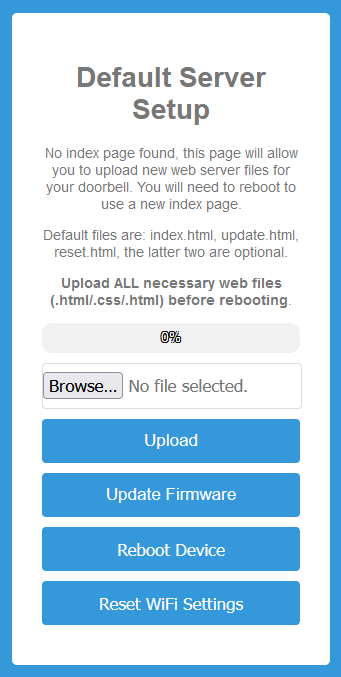 Default Server
Setup
No index page found, this page will allow
you to upload new web server files for
your doorbell. You will need to reboot to
use a new index page.
Default files are: index.html, update.html,
reset.html, the latter two are optional.
Upload ALL necessary web files
(.html/.css/.html) before rebooting.
0%
Browse... No file selected.
Upload
Update Firmware
Reboot Device
Reset WiFi Settings